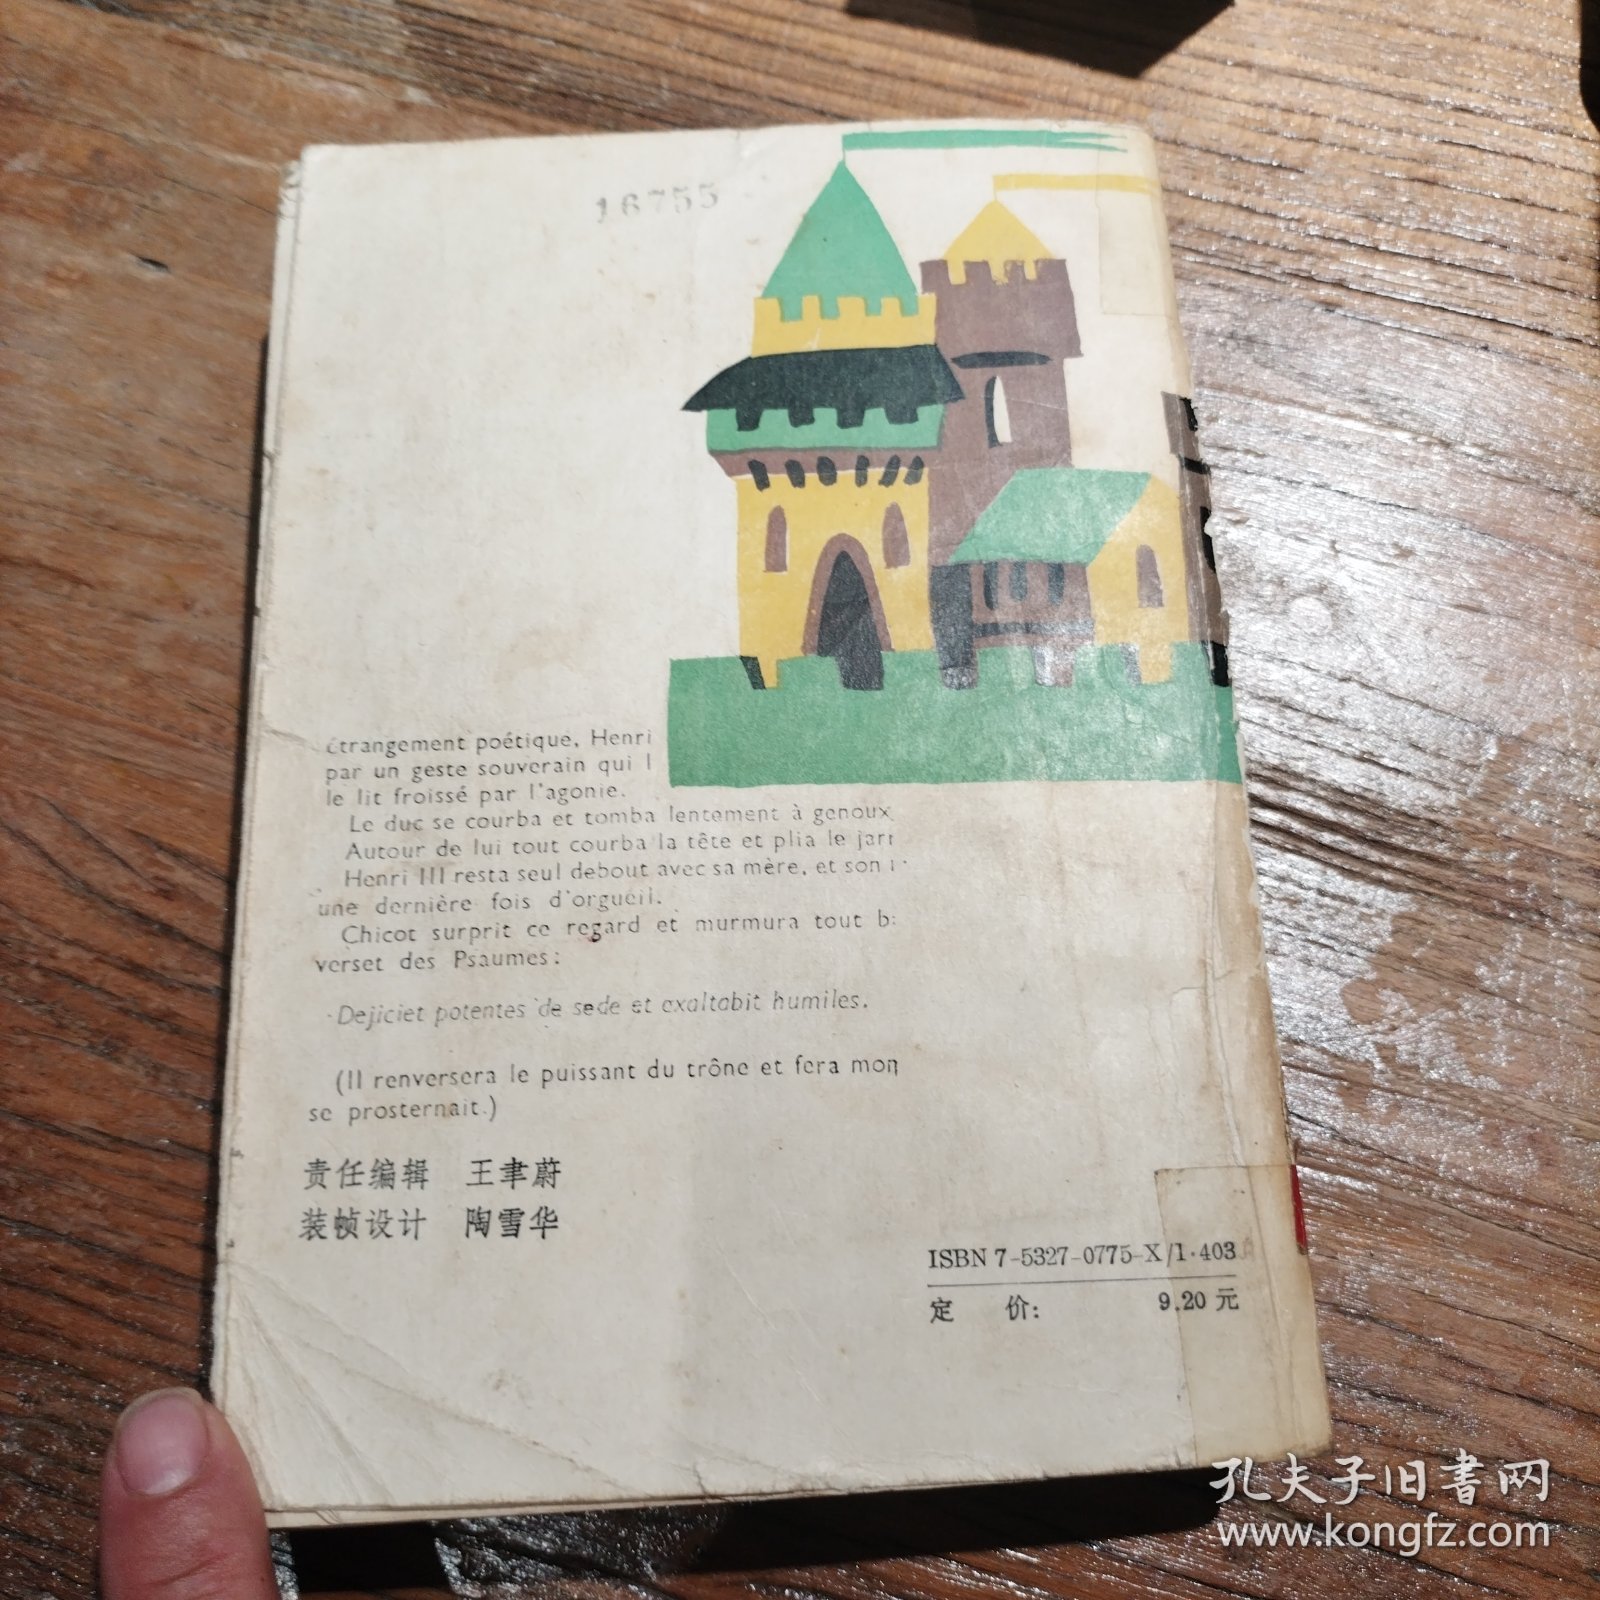 16755
étrangement poétique, Henri
par un geste souverain qui l
le lit froissé par l'agonie.
Le duc se courba et tomba lentement à genoux
Autour de lui tout courba la tête et plia le jarr
Henri III resta seul debout avec sa mère, et son
une dernière fois d'orgueil.
Chicot surprit ce regard et murmura tout b
verset des Psaumes:
Dejiciet potentes de sede et exaltabit humiles.
(Il renversera le puissant du trône et fera mon
se prosternait.)
责任编辑 王聿蔚
装帧设计 陶雪华
ISBN 7-5327-0775-X/I·403
定 价: 9.20 元
孔夫子旧书网
www.kongfz.com